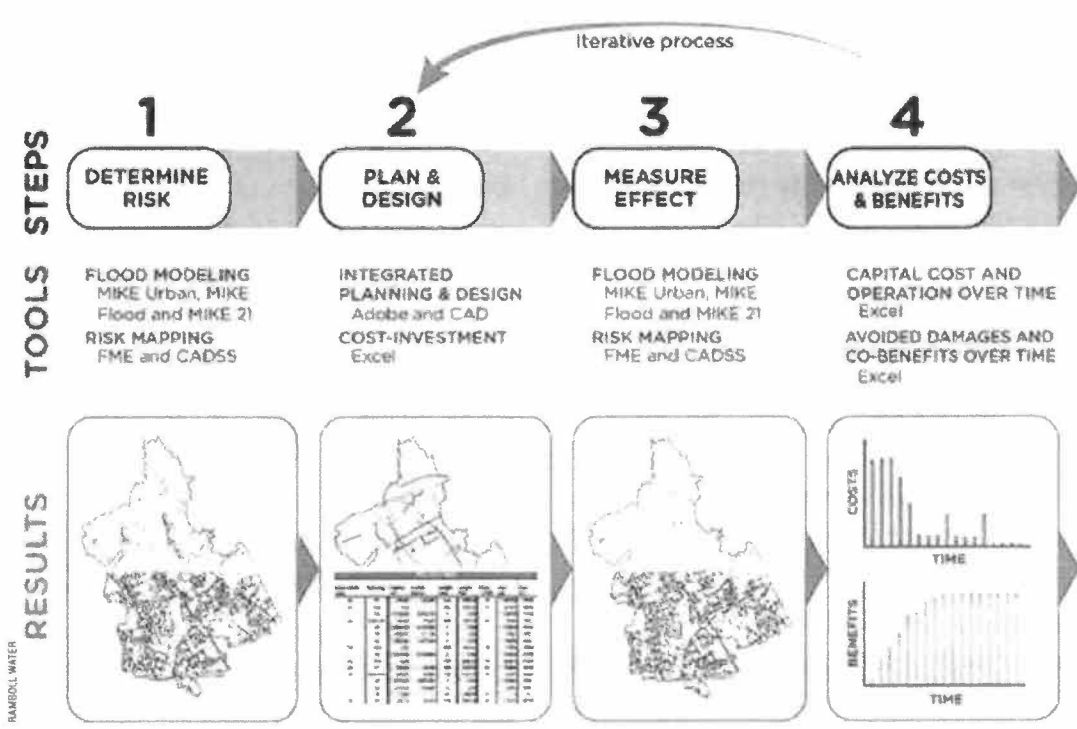 Iterative process
1
2
3
4
STEPS
DETERMINE
RISK
PLAN &
DESIGN
MEASURE
EFFECT
ANALYZE COSTS
& BENEFITS
TOOLS
FLOOD MODELING
MIKE Urban, MIKE
Flood and MIKE 21
RISK MAPPING
FME and CADSS
INTEGRATED
PLANNING & DESIGN
Adobe and CAD
COST-INVESTMENT
Excel
FLOOD MODELING
MIKE Urban, MIKE
Flood and MIKE 21
RISK MAPPING
FME and CADSS
CAPITAL COST AND
OPERATION OVER TIME
Excel
AVOIDED DAMAGES AND
CO-BENEFITS OVER TIME
Excel
RESULTS
COSTS
TIME
BENEFITS
TIME
RAMBOLL WATER